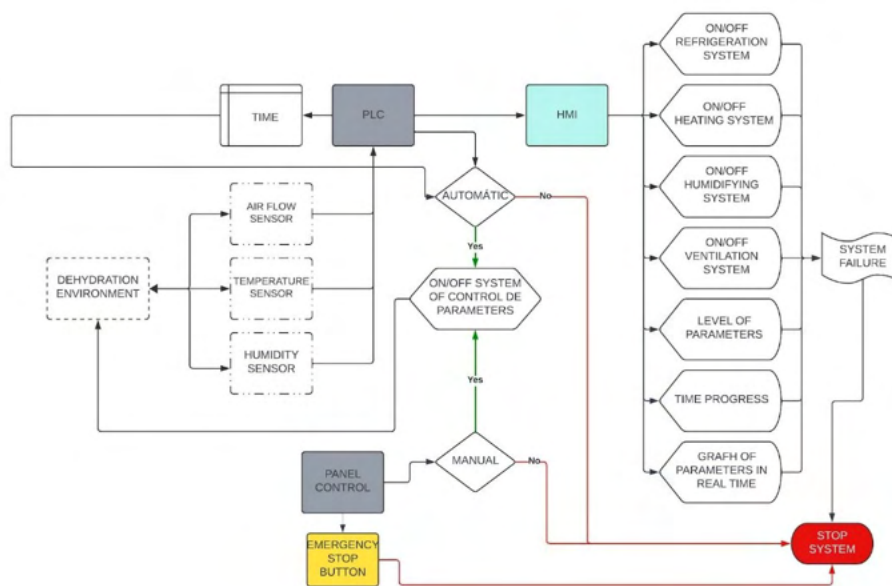 ON/OFF
REFRIGERATION
SYSTEM
TIME
PLC
HMI
ON/OFF
HEATING SYSTEM
AUTOMÁTIC
No
ON/OFF
HUMIDIFYING
SYSTEM
AIR FLOW
SENSOR
Yes
ON/OFF
VENTILATION
SYSTEM
SYSTEM
FAILURE
DEHYDRATION
ENVIRONMENT
TEMPERATURE
SENSOR
ON/OFF SYSTEM
OF CONTROL DE
PARAMETERS
LEVEL OF
PARAMETERS
HUMIDITY
SENSOR
Yes
TIME PROGRESS
MANUAL
No
PANEL
CONTROL
GRAFH OF
PARAMETERS IN
REAL TIME
EMERGENCY
STOP
BUTTON
STOP
SYSTEM